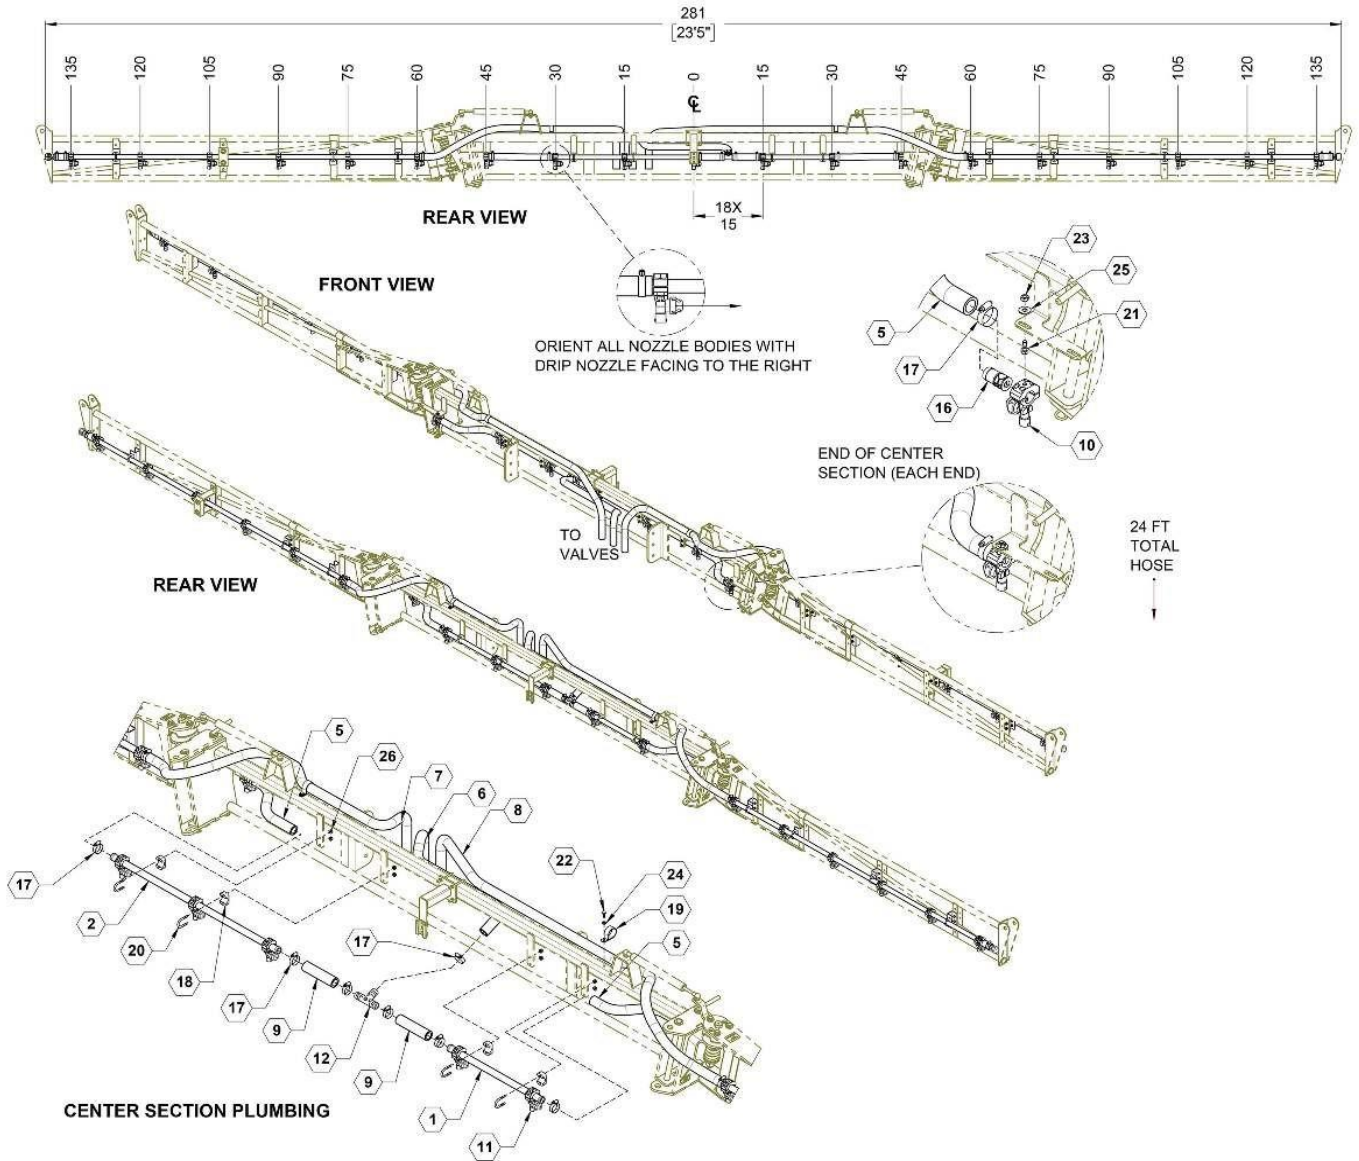 281
[23'5"]
135 120 105 90 75 60 45 30 15 0 15 30 45 60 75 90 105 120 135
℄
REAR VIEW
18X
15
FRONT VIEW
ORIENT ALL NOZZLE BODIES WITH
DRIP NOZZLE FACING TO THE RIGHT
23
25
5
21
17
16
10
END OF CENTER
SECTION (EACH END)
TO
VALVES
24 FT
TOTAL
HOSE
REAR VIEW
5
26
7
6
8
22
24
17
19
2
17
5
20
18
17
9
12
9
1
11
CENTER SECTION PLUMBING